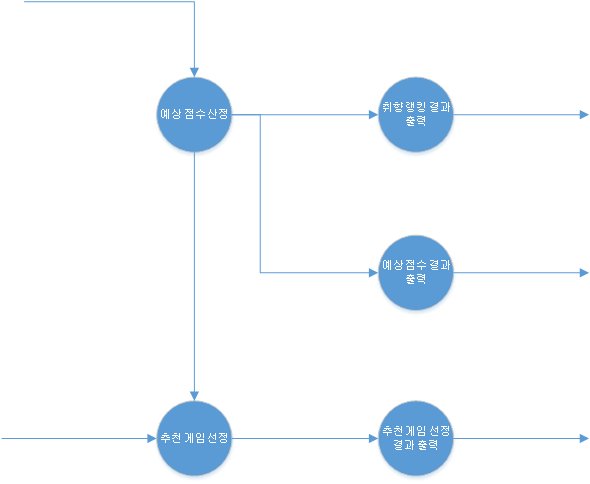 예상 점수 산정
취향 랭킹 결과
출력
예상 점수 결과
출력
추천 게임 선정
추천 게임 선정
결과 출력